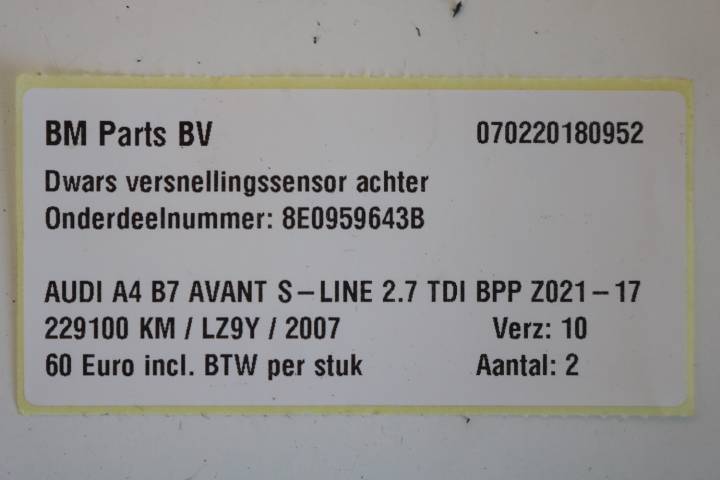 BM Parts BV 070220180952
Dwars versnellingssensor achter
Onderdeelnummer: 8E0959643B
AUDI A4 B7 AVANT S-LINE 2.7 TDI BPP Z021-17
229100 KM / LZ9Y / 2007 Verz: 10
60 Euro incl. BTW per stuk Aantal: 2